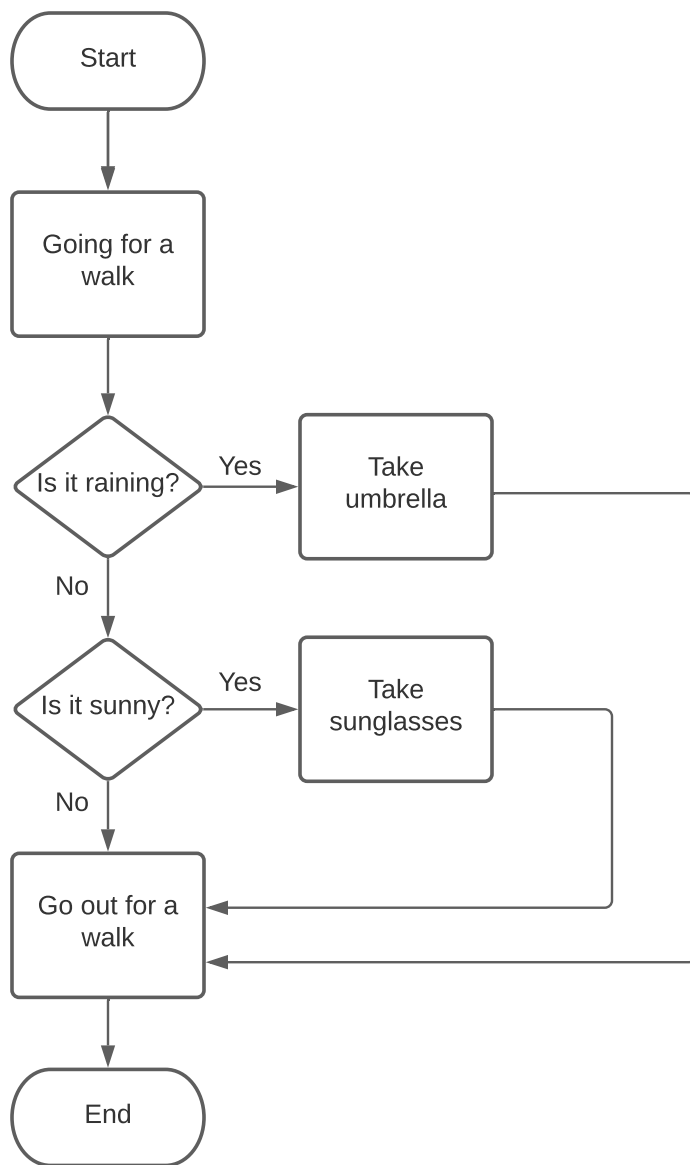 Start
Going for a
walk
Is it raining?
Yes
Take
umbrella
No
Is it sunny?
Yes
Take
sunglasses
No
Go out for a
walk
End